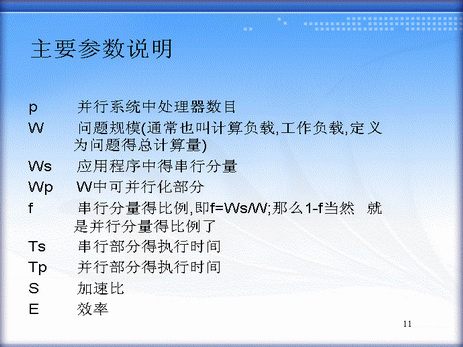 主要参数说明
p 并行系统中处理器数目
W 问题规模(通常也叫计算负载,工作负载,定义
为问题得总计算量)
Ws 应用程序中得串行分量
Wp W中可并行化部分
f 串行分量得比例,即f=Ws/W;那么1-f当然 就
是并行分量得比例了
Ts 串行部分得执行时间
Tp 并行部分得执行时间
S 加速比
E 效率
11